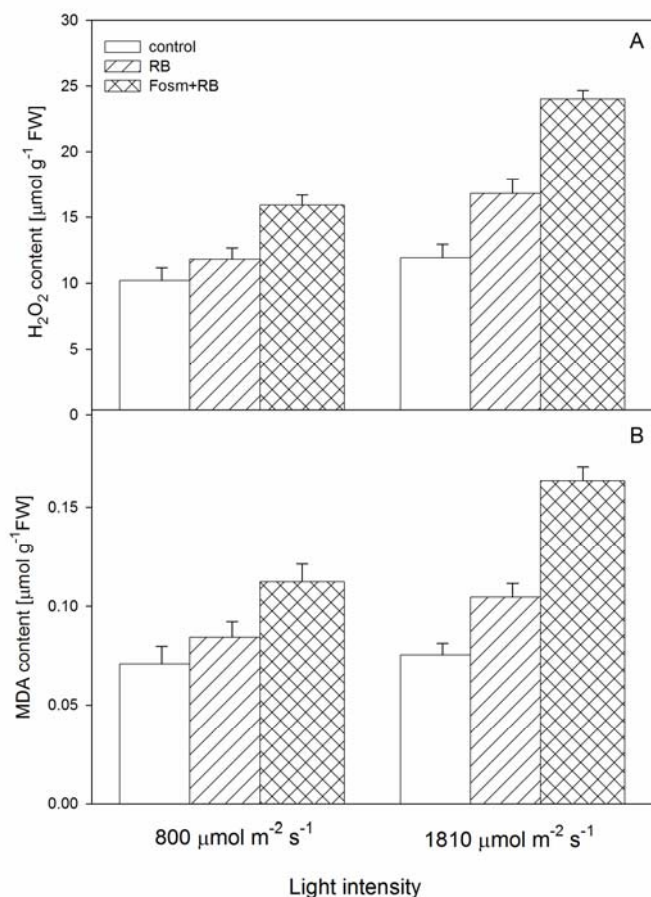 30
A
control
RB
Fosm+RB
25
20
15
10
5
0
H₂O₂ content [μmol g⁻¹ FW]
B
0.15
0.10
0.05
0.00
MDA content [μmol g⁻¹FW]
800 μmol m⁻² s⁻¹ 1810 μmol m⁻² s⁻¹
Light intensity